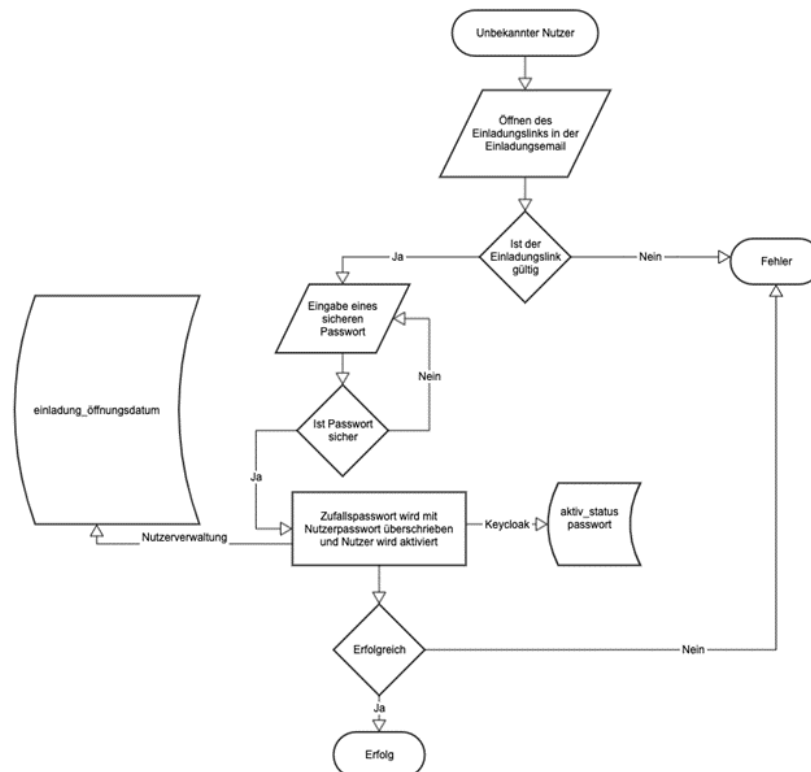 Unbekannter Nutzer
Öffnen des
Einladungslinks in der
Einladungsemail
Ist der
Einladungslink
gültig
Ja
Nein
Fehler
Eingabe eines
sicheren
Passwort
Nein
einladung_öffnungsdatum
Ist Passwort
sicher
Ja
Zufallspasswort wird mit
Nutzerpasswort überschrieben
und Nutzer wird aktiviert
Keycloak
aktiv_status
passwort
Nutzerverwaltung
Erfolgreich
Nein
Ja
Erfolg